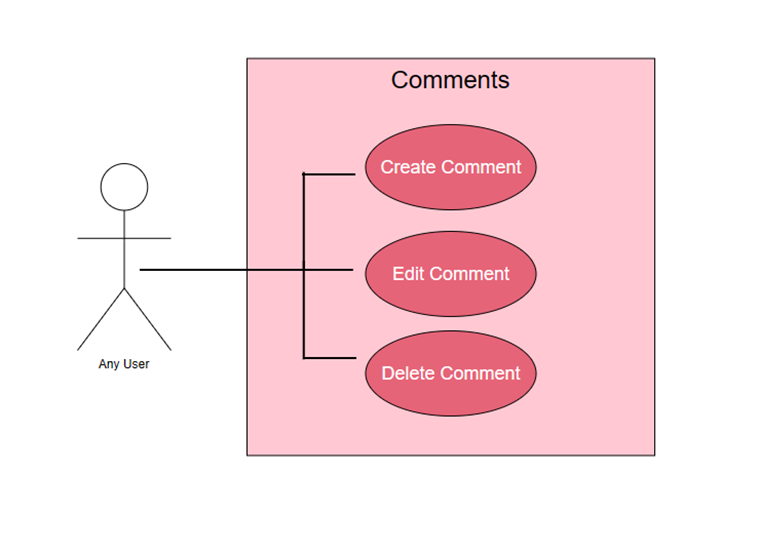 Comments
Create Comment
Edit Comment
Delete Comment
Any User